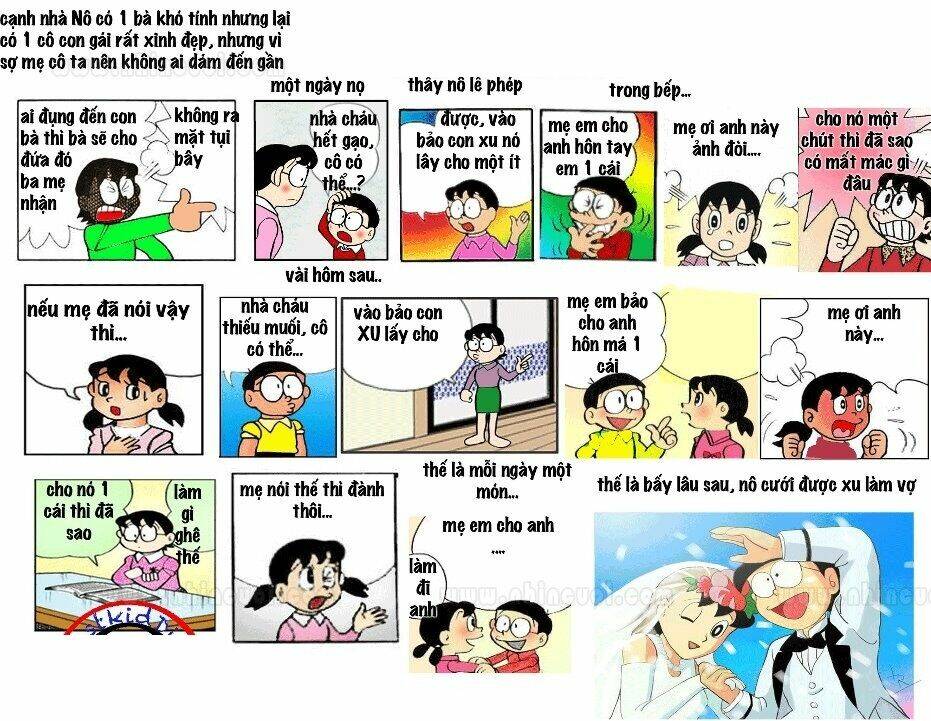 cạnh nhà Nô có 1 bà khó tính nhưng lại
có 1 cô con gái rất xinh đẹp, nhưng vì
sợ mẹ cô ta nên không ai dám đến gần
một ngày nọ
thấy nô lê phép
trong bếp...
ai đụng đến con
bà thì bà sẽ cho
đứa đó
ba mẹ
nhận
không ra
mặt tụi
bây
nhà cháu
hết gạo,
cô có
thể...?
được, vào
bảo con xu nó
lấy cho một ít
mẹ em cho
anh hôn tay
em 1 cái
mẹ ơi anh này
ảnh đòi....
cho nó một
chút thì đã sao
có mất mác gì
đâu
vài hôm sau..
nếu mẹ đã nói vậy
thì...
nhà cháu
thiếu muối, cô
có thể...
vào bảo con
XU lấy cho
mẹ em bảo
cho anh
hôn má 1
cái
mẹ ơi anh
này...
cho nó 1
cái thì đã
sao
làm
gì
ghê
thế
mẹ nói thế thì đành
thôi...
thế là mỗi ngày một
món...
mẹ em cho anh
....
làm
đi
anh
thế là bấy lâu sau, nô cưới được xu làm vợ
www.nhincuoi.com